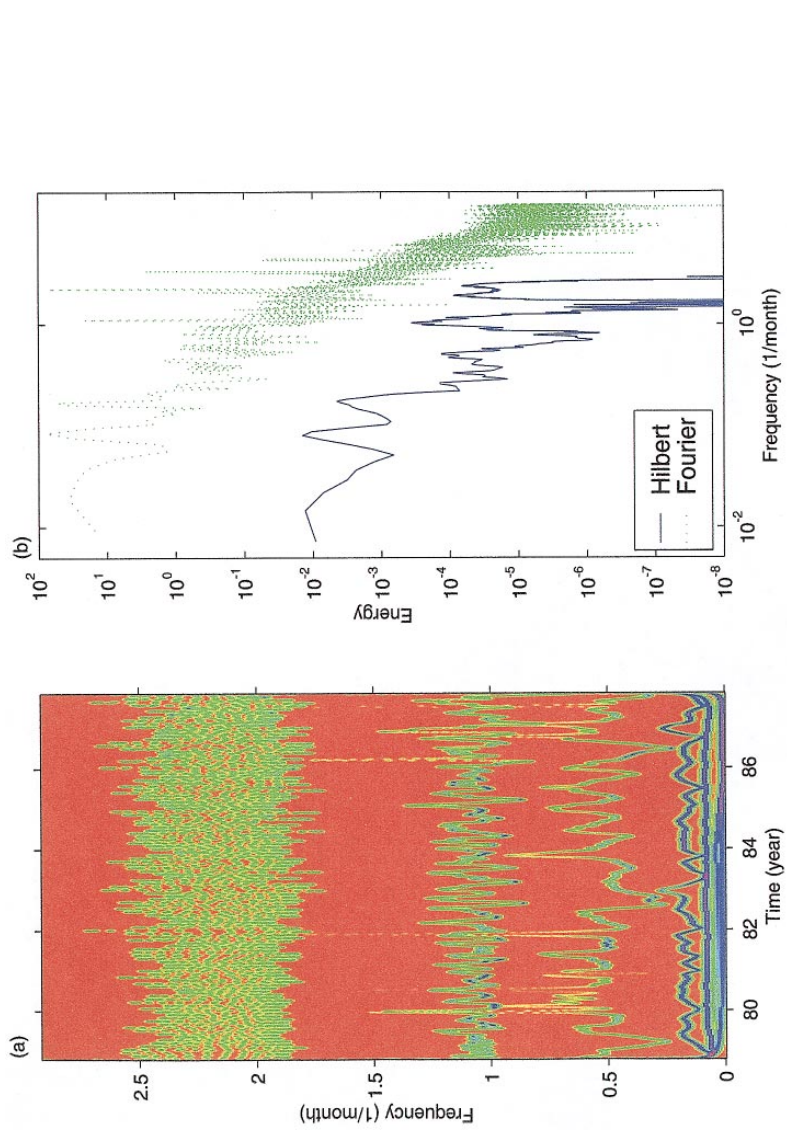 (a)
Frequency (1/month)
2.5
2
1.5
1
0.5
0
80
82
84
86
Time (year)
(b)
Energy
10^2
10^1
10^0
10^-1
10^-2
10^-3
10^-4
10^-5
10^-6
10^-7
10^-8
Hilbert
Fourier
10^-2
10^0
Frequency (1/month)